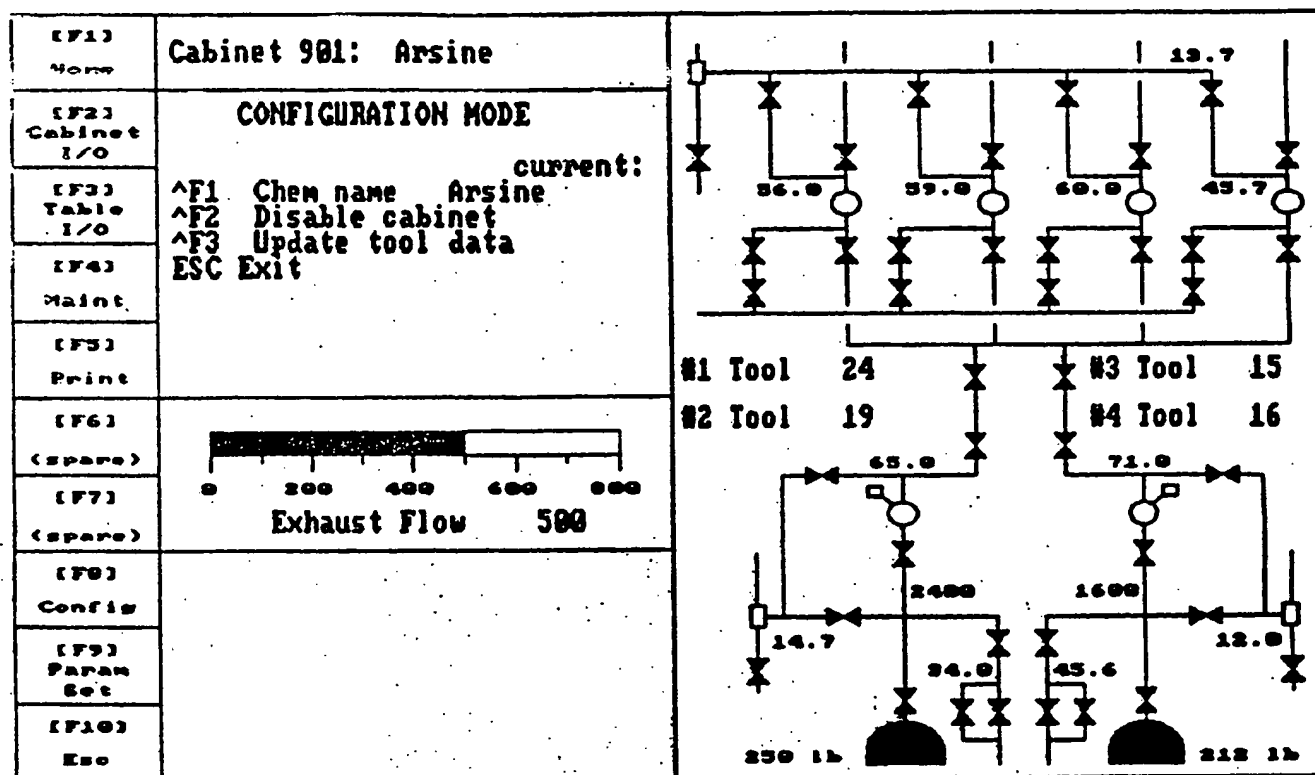 [F1]
Home
[F2]
Cabinet
I/O
[F3]
Table
I/O
[F4]
Maint
[F5]
Print
[F6]
(spare)
[F7]
(spare)
[F8]
Config
[F9]
Param
Set
[F10]
Esc
Cabinet 901: Arsine
CONFIGURATION MODE
current:
^F1 Chem name Arsine
^F2 Disable cabinet
^F3 Update tool data
ESC Exit
0 200 400 600 800
Exhaust Flow 500
13.7
56.0 59.0 60.0 45.7
#1 Tool 24 #3 Tool 15
#2 Tool 19 #4 Tool 16
65.0 71.0
2400 1600
14.7 12.0
34.0 45.6
250 lb 212 lb